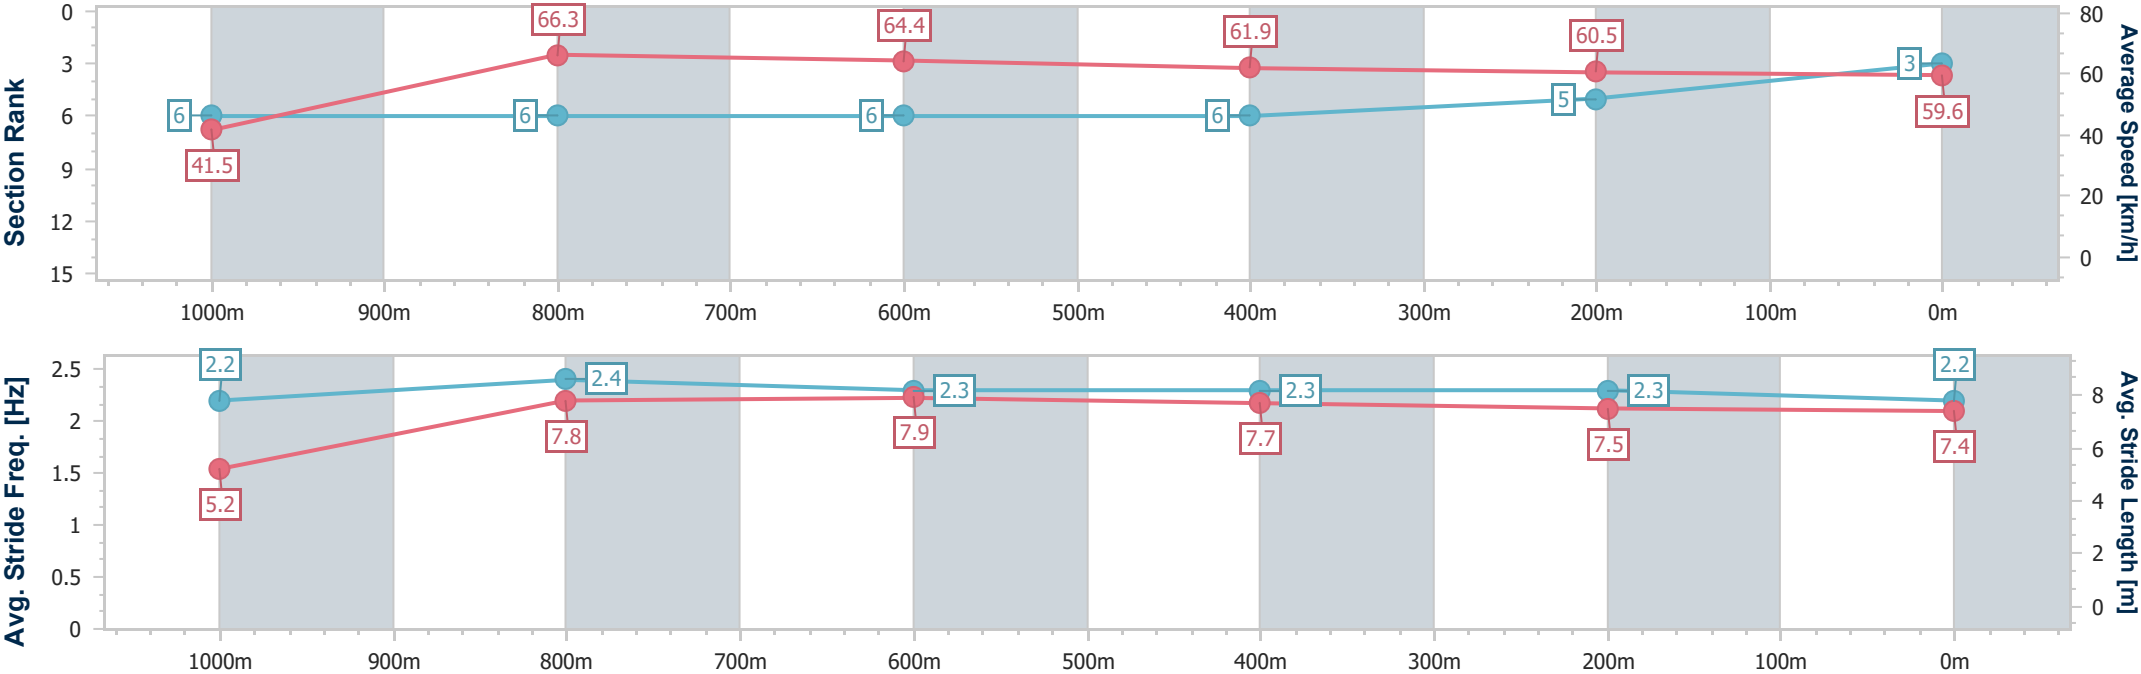 Section Rank
0
3
6
9
12
15
6
6
6
6
5
3
41.5
66.3
64.4
61.9
60.5
59.6
80
60
40
20
0
Average Speed [km/h]
1000m
900m
800m
700m
600m
500m
400m
300m
200m
100m
0m
Avg. Stride Freq. [Hz]
2.5
2
1.5
1
0.5
0
2.2
2.4
2.3
2.3
2.3
2.2
5.2
7.8
7.9
7.7
7.5
7.4
8
6
4
2
0
Avg. Stride Length [m]
1000m
900m
800m
700m
600m
500m
400m
300m
200m
100m
0m